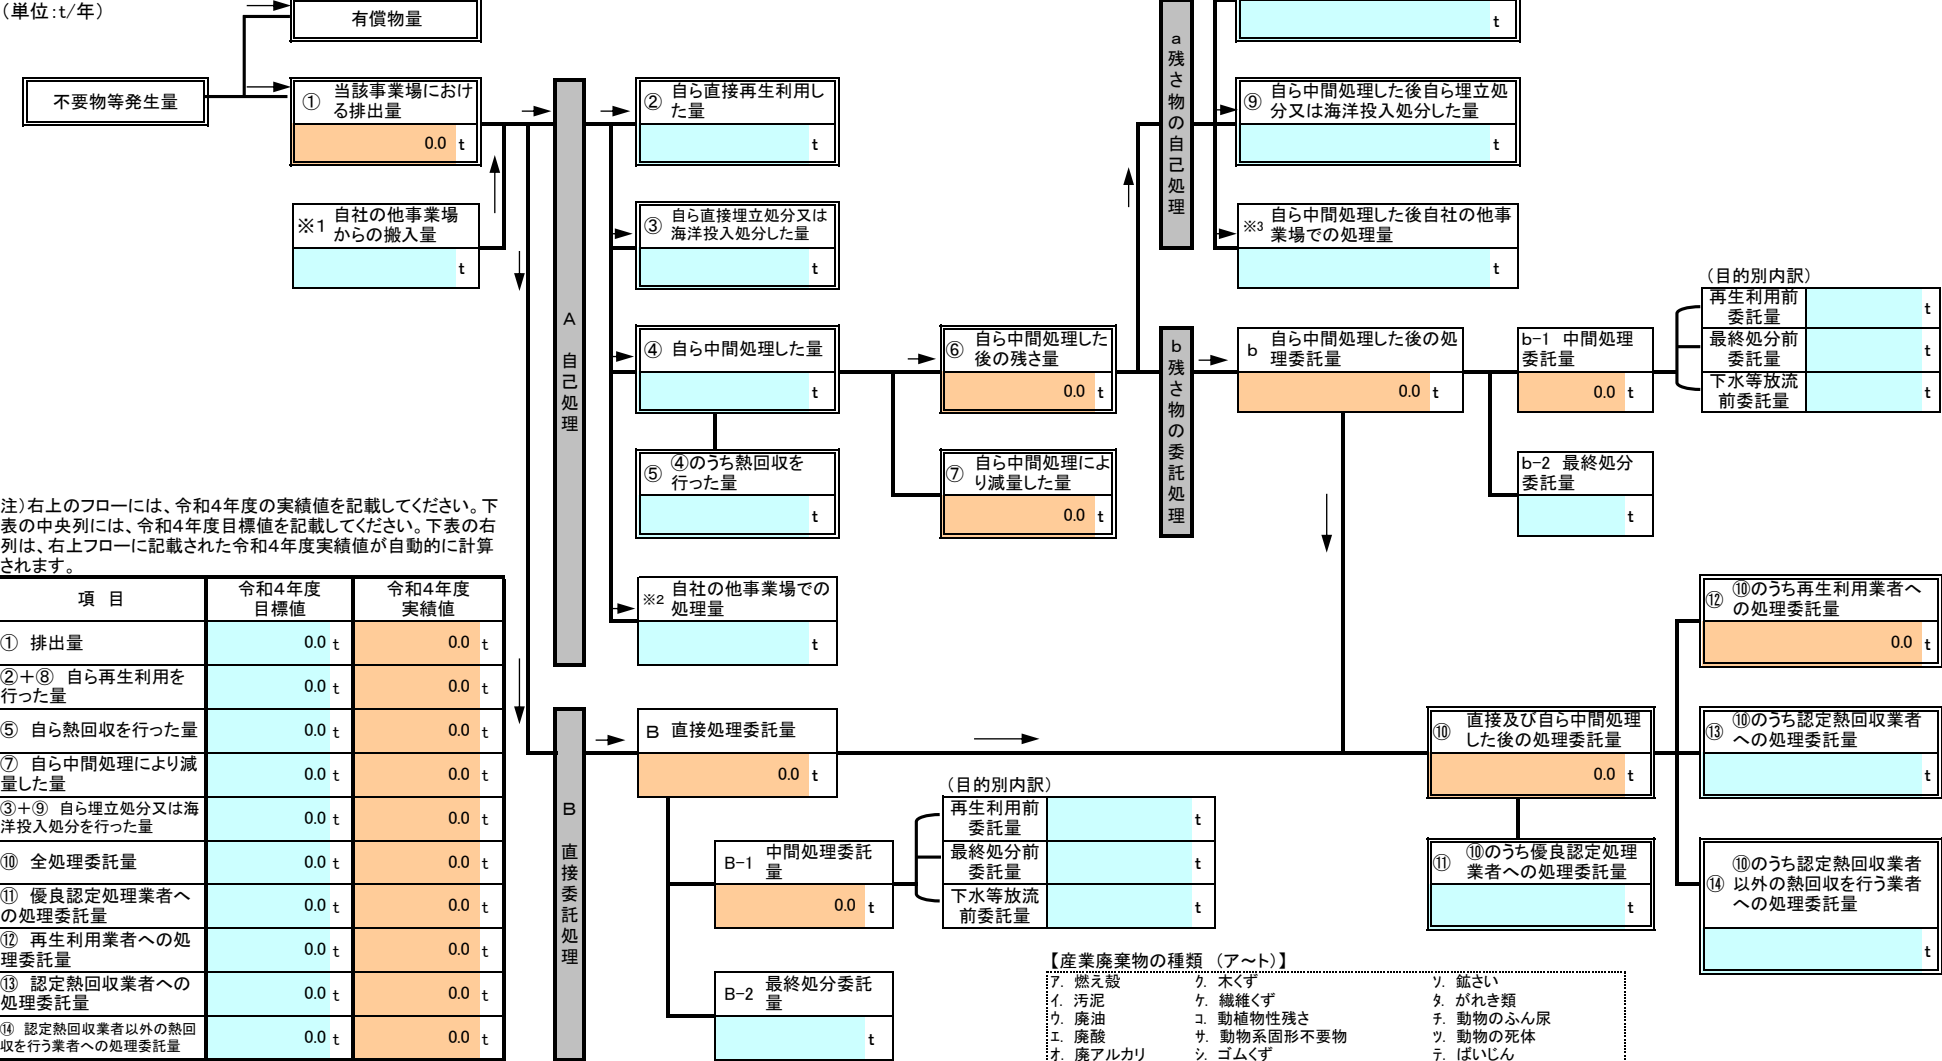 （単位：t/年）
有償物量
t
不要物等発生量
① 当該事業場におけ
る排出量
0.0 t
※1 自社の他事業場
からの搬入量
t
A 自己処理
② 自ら直接再生利用し
た量
t
③ 自ら直接埋立処分又は
海洋投入処分した量
t
④ 自ら中間処理した量
t
⑤ ④のうち熱回収を
行った量
t
※2 自社の他事業場での
処理量
t
⑥ 自ら中間処理した
後の残さ量
0.0 t
⑦ 自ら中間処理によ
り減量した量
0.0 t
a 残さ物の自己処理
⑨ 自ら中間処理した後自ら埋立処
分又は海洋投入処分した量
t
※3 自ら中間処理した後自社の他事
業場での処理量
t
b 残さ物の委託処理
b 自ら中間処理した後の処
理委託量
0.0 t
b-1 中間処理
委託量
0.0 t
b-2 最終処分
委託量
t
（目的別内訳）
再生利用前
委託量
t
最終処分前
委託量
t
下水等放流
前委託量
t
注）右上のフローには、令和4年度の実績値を記載してください。下
表の中央列には、令和4年度目標値を記載してください。下表の右
列は、右上フローに記載された令和4年度実績値が自動的に計算
されます。
項 目
令和4年度
目標値
令和4年度
実績値
① 排出量 0.0 t 0.0 t
②＋⑧ 自ら再生利用を
行った量 0.0 t 0.0 t
⑤ 自ら熱回収を行った量 0.0 t 0.0 t
⑦ 自ら中間処理により減
量した量 0.0 t 0.0 t
③＋⑨ 自ら埋立処分又は海
洋投入処分を行った量 0.0 t 0.0 t
⑩ 全処理委託量 0.0 t 0.0 t
⑪ 優良認定処理業者へ
の処理委託量 0.0 t 0.0 t
⑫ 再生利用業者への処
理委託量 0.0 t 0.0 t
⑬ 認定熱回収業者への
処理委託量 0.0 t 0.0 t
⑭ 認定熱回収業者以外の熱回
収を行う業者への処理委託量 0.0 t 0.0 t
B 直接委託処理
B 直接処理委託量
0.0 t
B-1 中間処理委託
量
0.0 t
B-2 最終処分委託
量
t
（目的別内訳）
再生利用前
委託量
t
最終処分前
委託量
t
下水等放流
前委託量
t
⑩ 直接及び自ら中間処理
した後の処理委託量
0.0 t
⑪ ⑩のうち優良認定処理
業者への処理委託量
t
⑫ ⑩のうち再生利用業者へ
の処理委託量
0.0 t
⑬ ⑩のうち認定熱回収業者
への処理委託量
t
⑭ ⑩のうち認定熱回収業者
以外の熱回収を行う業者
への処理委託量
t
【産業廃棄物の種類 （ア～ト）】
ア. 燃え殻 ク. 木くず ソ. 鉱さい
イ. 汚泥 ケ. 繊維くず タ. がれき類
ウ. 廃油 コ. 動植物性残さ チ. 動物のふん尿
エ. 廃酸 サ. 動物系固形不要物 ツ. 動物の死体
オ. 廃アルカリ シ. ゴムくず テ. ばいじん